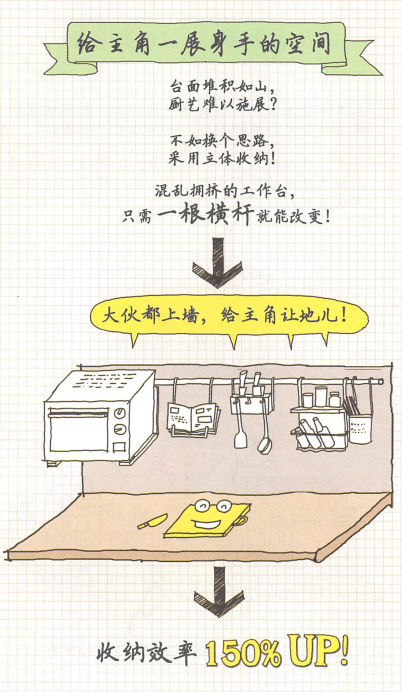 给主角一展身手的空间
台面堆积如山，
厨艺难以施展？
不如换个思路，
采用立体收纳！
混乱拥挤的工作台，
只需一根横杆就能改变！
大伙都上墙，给主角让地儿！
收纳效率150% UP!